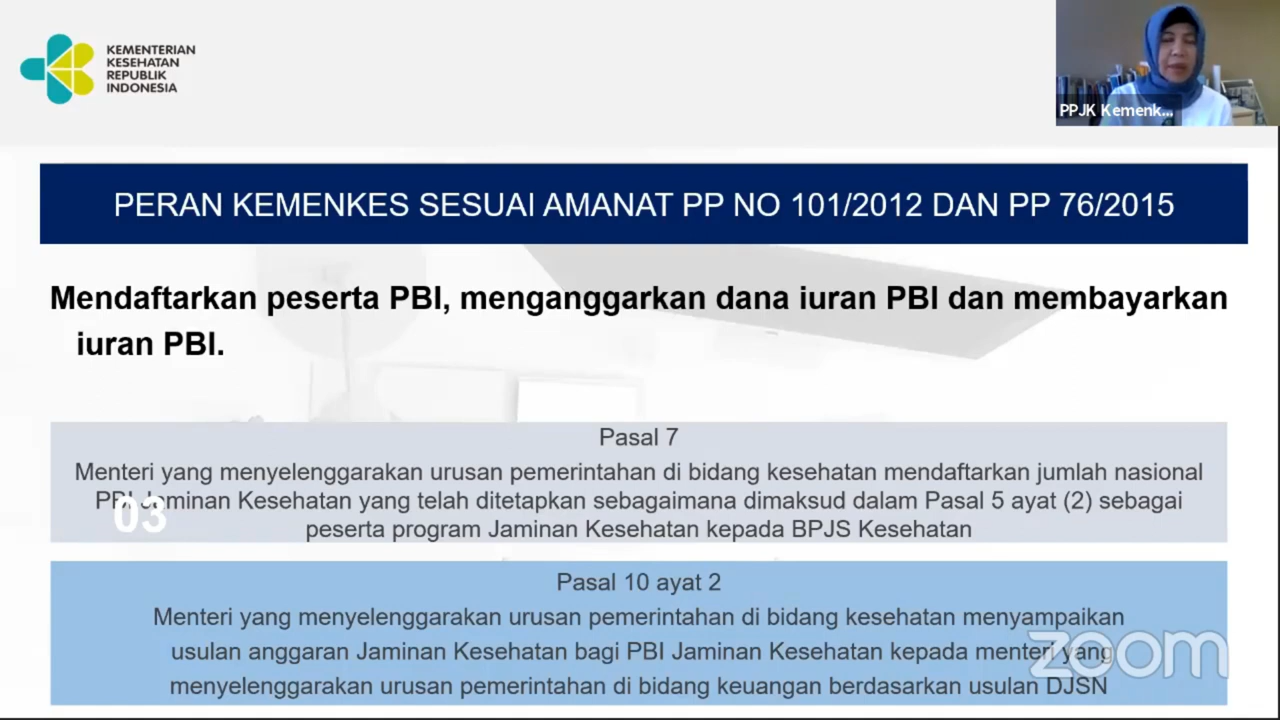 KEMENTERIAN
KESEHATAN
REPUBLIK
INDONESIA
PPJK Kemenk...
PERAN KEMENKES SESUAI AMANAT PP NO 101/2012 DAN PP 76/2015
Mendaftarkan peserta PBI, menganggarkan dana iuran PBI dan membayarkan
iuran PBI.
Pasal 7
Menteri yang menyelenggarakan urusan pemerintahan di bidang kesehatan mendaftarkan jumlah nasional
PBI Jaminan Kesehatan yang telah ditetapkan sebagaimana dimaksud dalam Pasal 5 ayat (2) sebagai
03
peserta program Jaminan Kesehatan kepada BPJS Kesehatan
Pasal 10 ayat 2
Menteri yang menyelenggarakan urusan pemerintahan di bidang kesehatan menyampaikan
usulan anggaran Jaminan Kesehatan bagi PBI Jaminan Kesehatan kepada menteri yang
zoom
menyelenggarakan urusan pemerintahan di bidang keuangan berdasarkan usulan DJSN